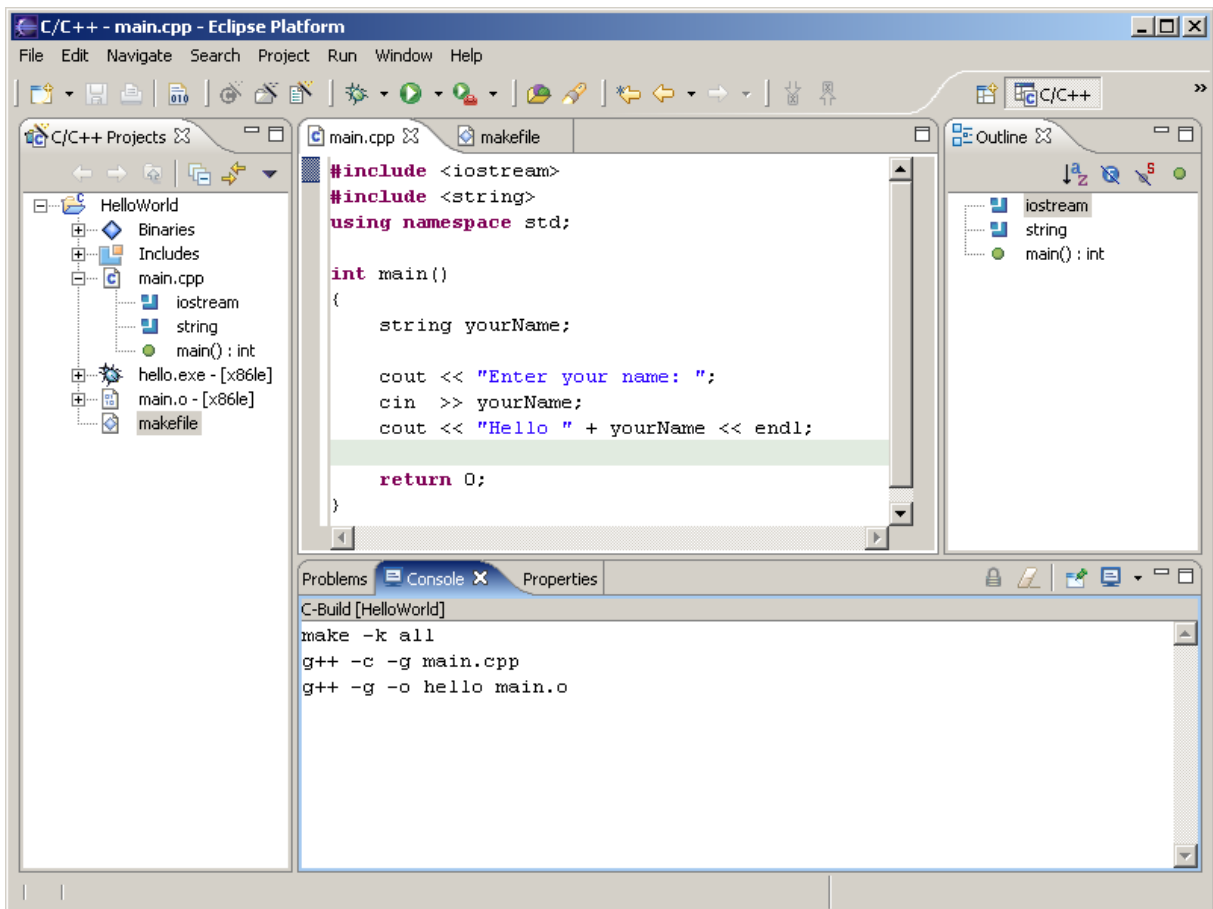 C/C++ - main.cpp - Eclipse Platform
File Edit Navigate Search Project Run Window Help
010
C/C++
»
C/C++ Projects
HelloWorld
Binaries
Includes
main.cpp
iostream
string
main() : int
hello.exe - [x86le]
main.o - [x86le]
makefile
main.cpp makefile
#include <iostream>
#include <string>
using namespace std;
int main()
{
    string yourName;
    cout << "Enter your name: ";
    cin  >> yourName;
    cout << "Hello " + yourName << endl;
    return 0;
}
Outline
iostream
string
main() : int
Problems Console Properties
C-Build [HelloWorld]
make -k all
g++ -c -g main.cpp
g++ -g -o hello main.o